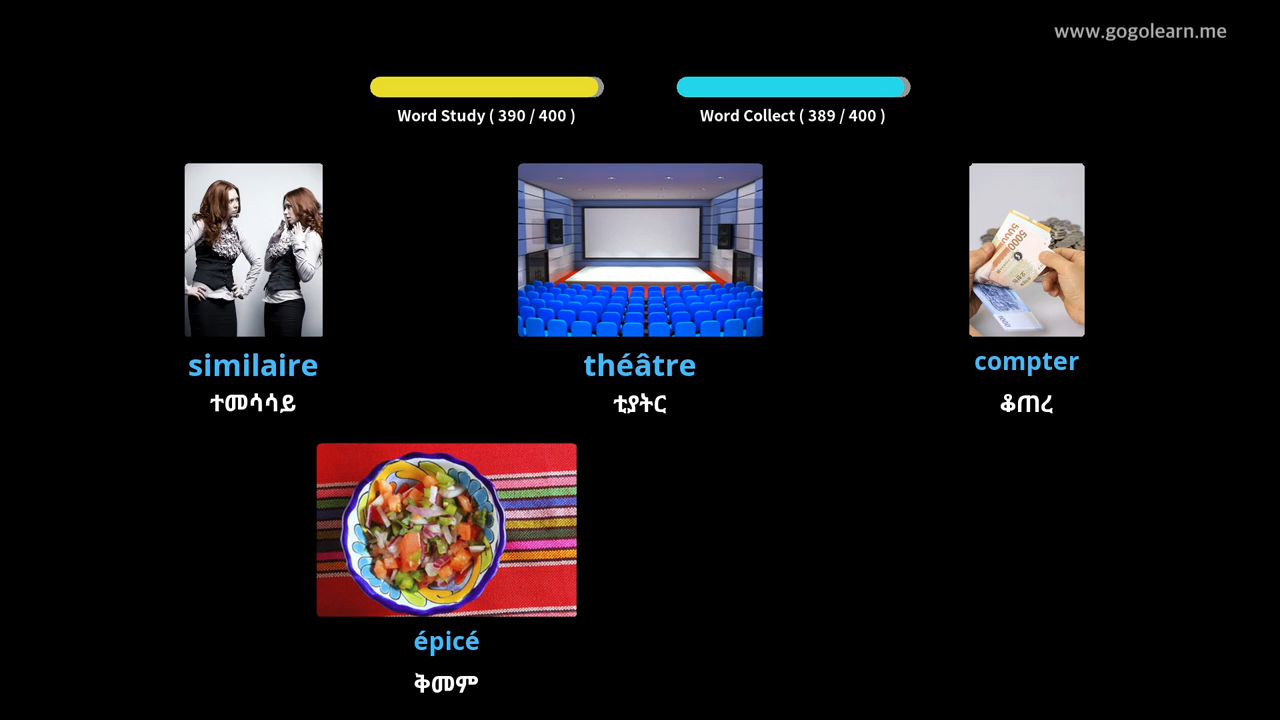 www.gogolearn.me
Word Study ( 390 / 400 )
Word Collect ( 389 / 400 )
similaire
ተመሳሳይ
théâtre
ቲያትር
compter
ቆጠረ
épicé
ቅመም
5000